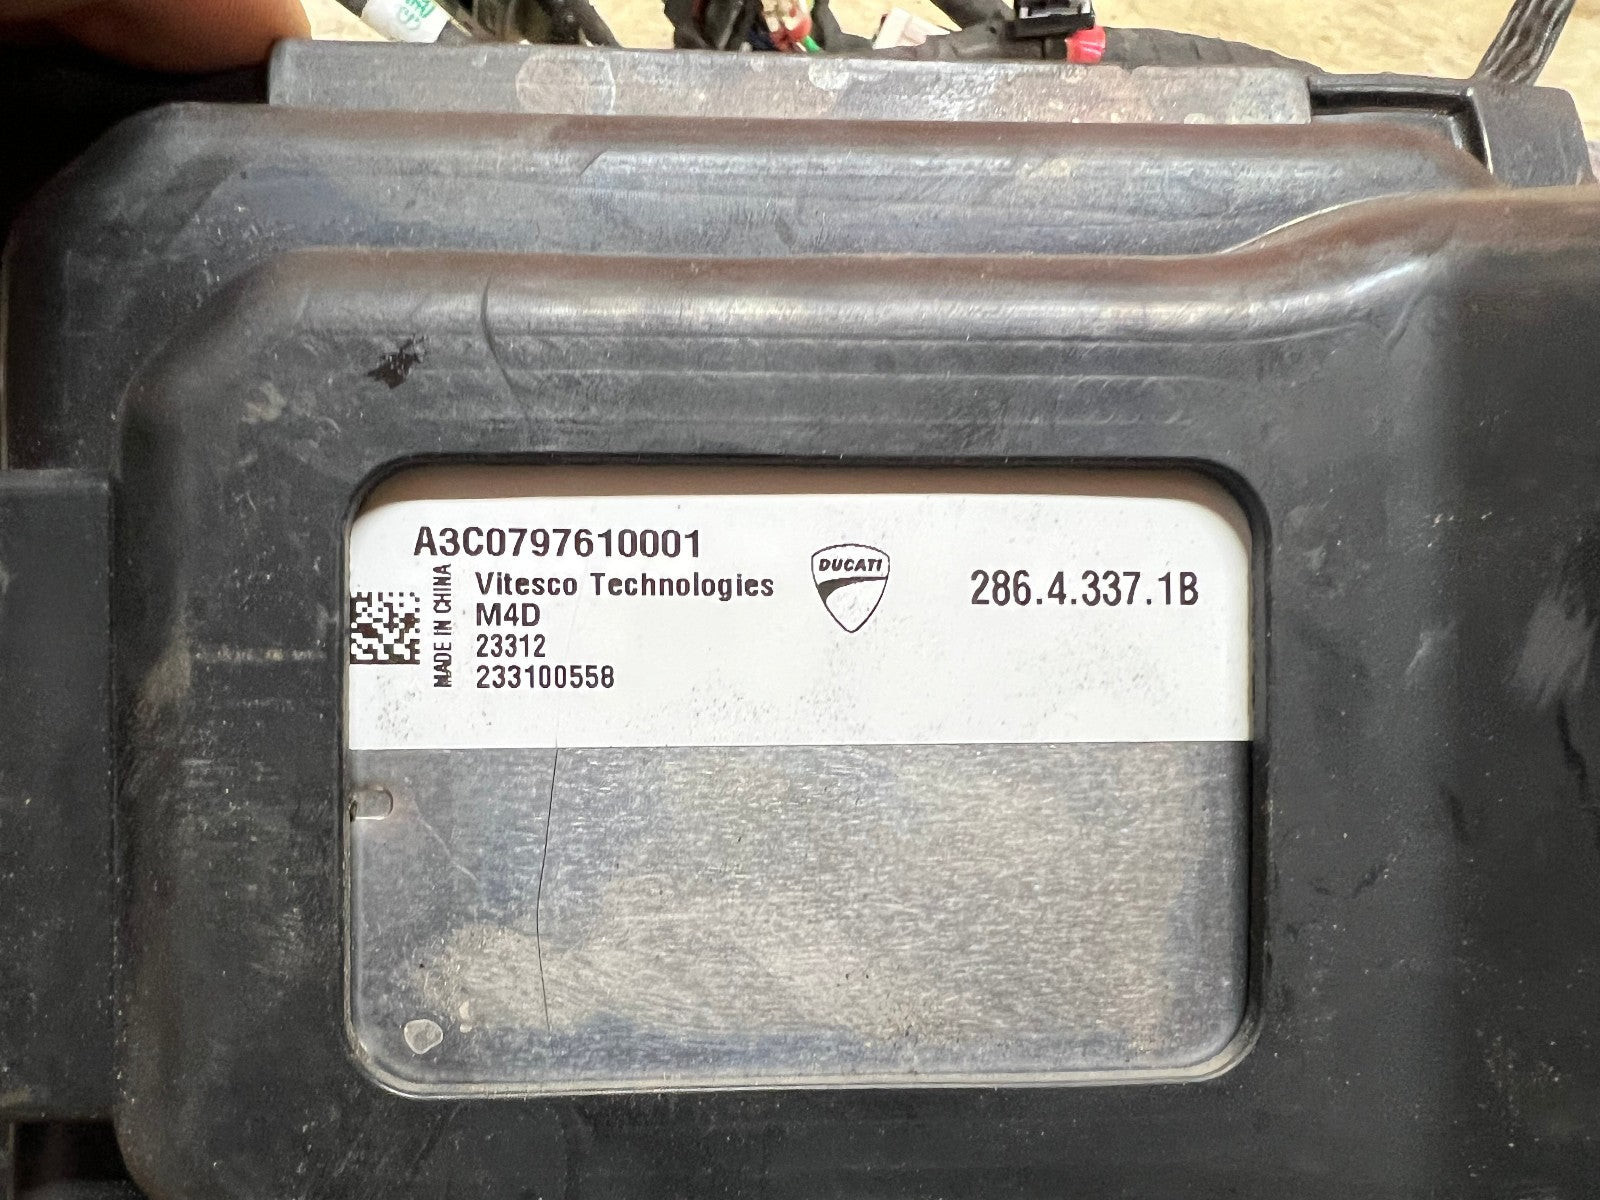 A3C0797610001
MADE IN CHINA
Vitesco Technologies
M4D
23312
233100558
DUCATI
286.4.337.1B